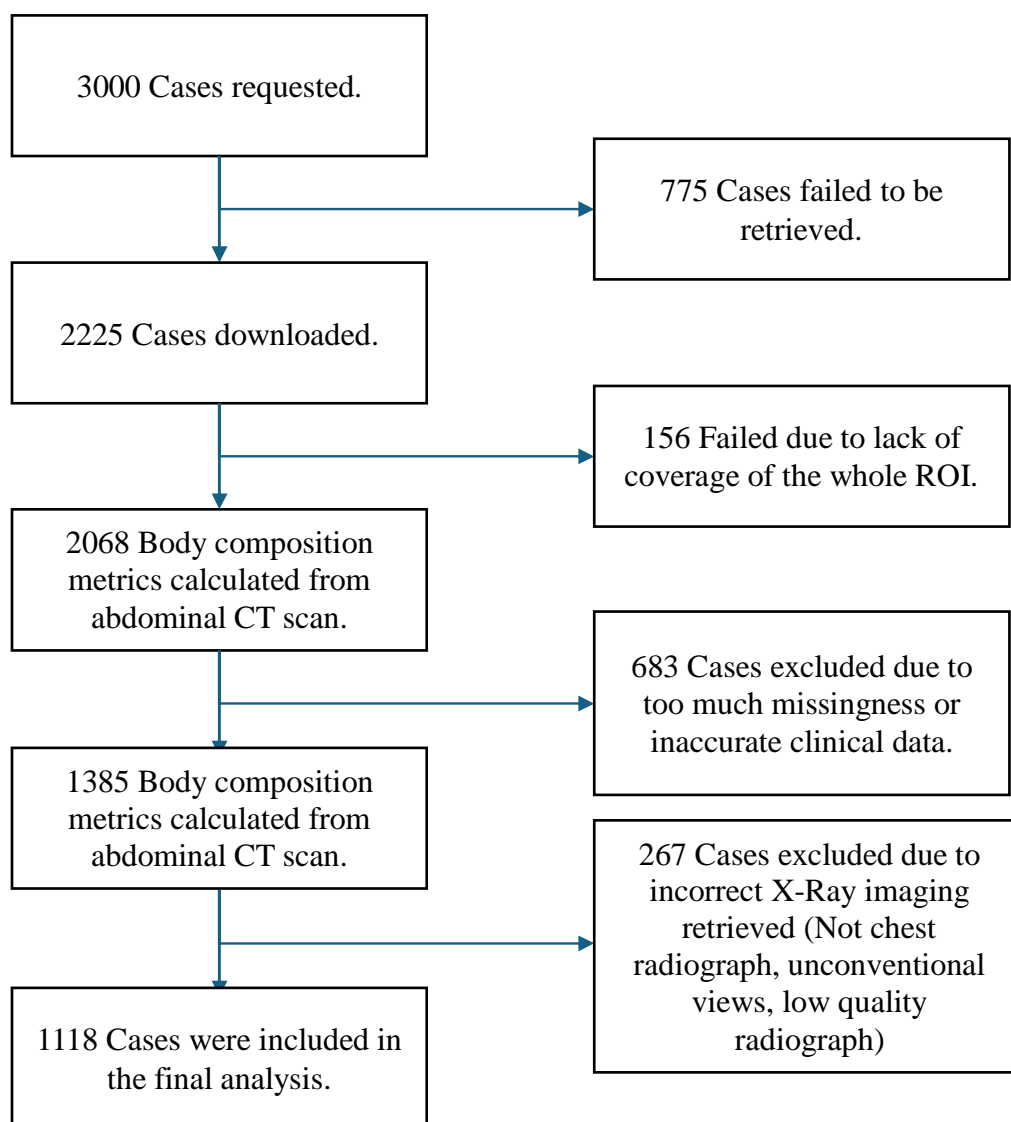 3000 Cases requested.
775 Cases failed to be
retrieved.
2225 Cases downloaded.
156 Failed due to lack of
coverage of the whole ROI.
2068 Body composition
metrics calculated from
abdominal CT scan.
683 Cases excluded due to
too much missingness or
inaccurate clinical data.
1385 Body composition
metrics calculated from
abdominal CT scan.
267 Cases excluded due to
incorrect X-Ray imaging
retrieved (Not chest
radiograph, unconventional
views, low quality
radiograph)
1118 Cases were included in
the final analysis.